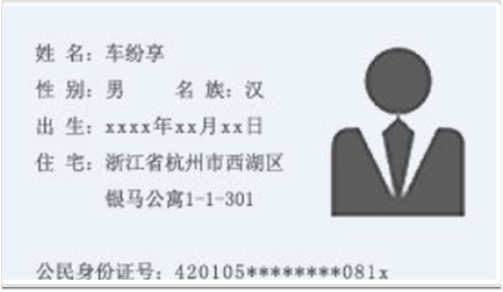 姓 名：车纷享
性 别：男 名 族：汉
出 生：xxxx年xx月xx日
住 宅：浙江省杭州市西湖区
银马公寓1-1-301
公民身份证号：420105********081x